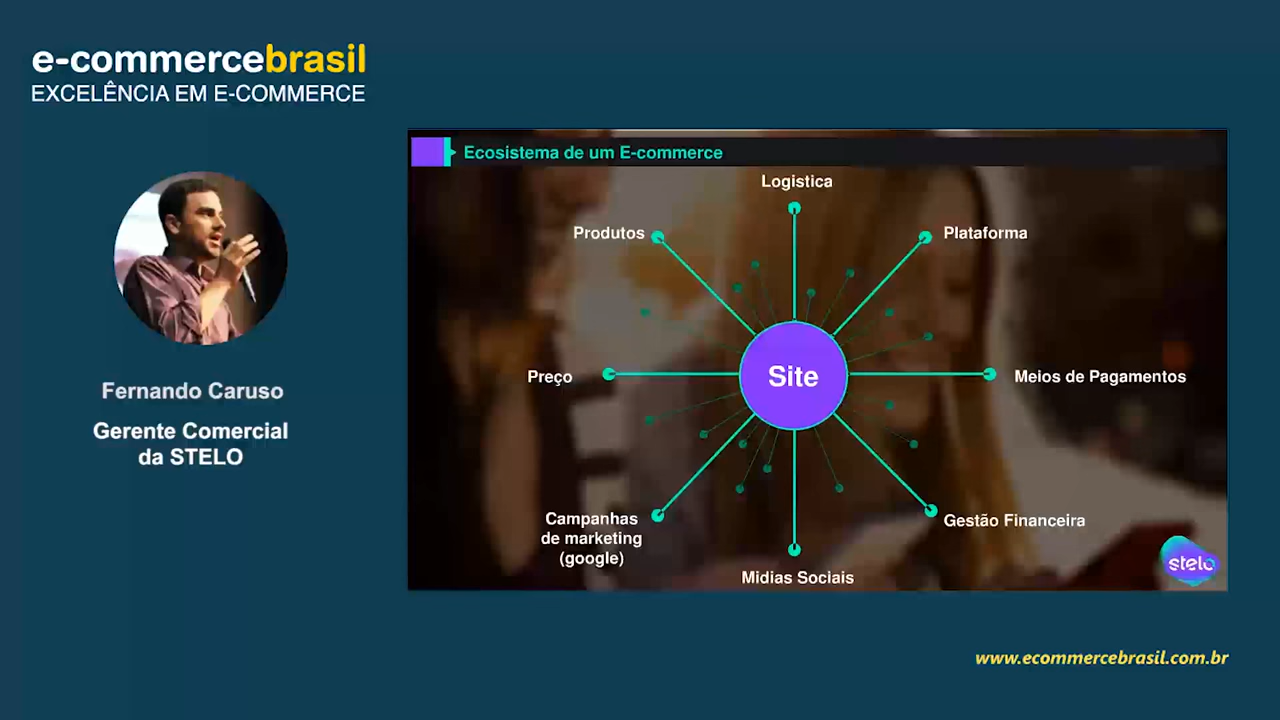 e-commercebrasil
EXCELÊNCIA EM E-COMMERCE
Fernando Caruso
Gerente Comercial
da STELO
Ecosistema de um E-commerce
Logistica
Produtos
Plataforma
Preço
Site
Meios de Pagamentos
Campanhas
de marketing
(google)
Gestão Financeira
Midias Sociais
stelo
www.ecommercebrasil.com.br